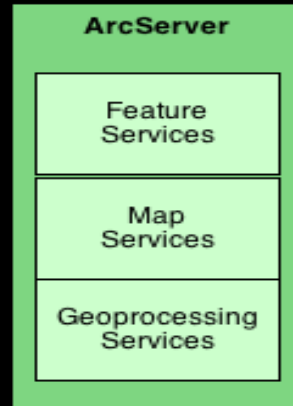 ArcServer
Feature
Services
Map
Services
Geoprocessing
Services